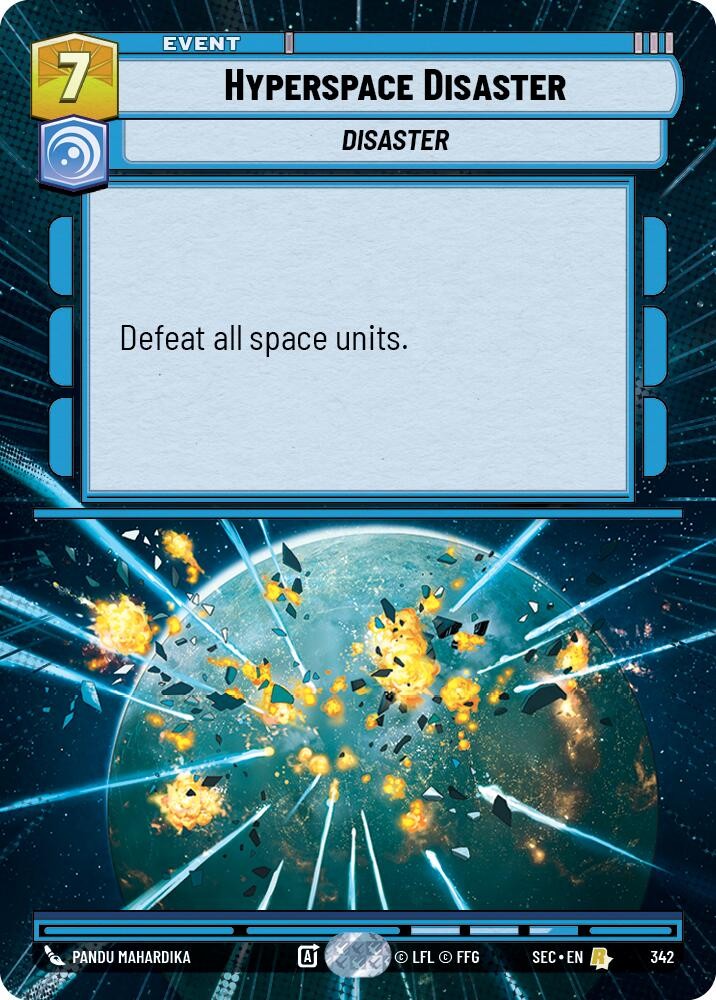 EVENT
7
HYPERSPACE DISASTER
DISASTER
Defeat all space units.
PANDU MAHARDIKA
A
© LFL © FFG
SEC • EN
R
342